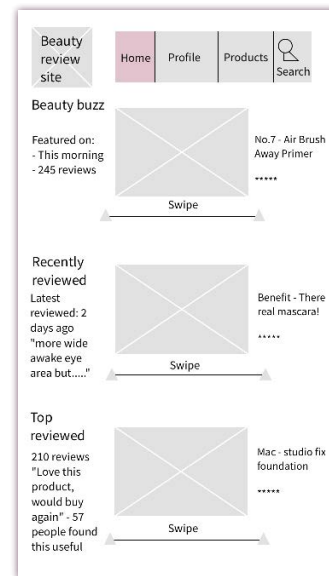 Beauty
review
site
Home
Profile
Products
Search
Beauty buzz
Featured on:
- This morning
- 245 reviews
No.7 - Air Brush
Away Primer
*****
Swipe
Recently
reviewed
Latest
reviewed: 2
days ago
"more wide
awake eye
area but....."
Benefit - There
real mascara!
*****
Swipe
Top
reviewed
210 reviews
"Love this
product,
would buy
again" - 57
people found
this useful
Mac - studio fix
foundation
*****
Swipe